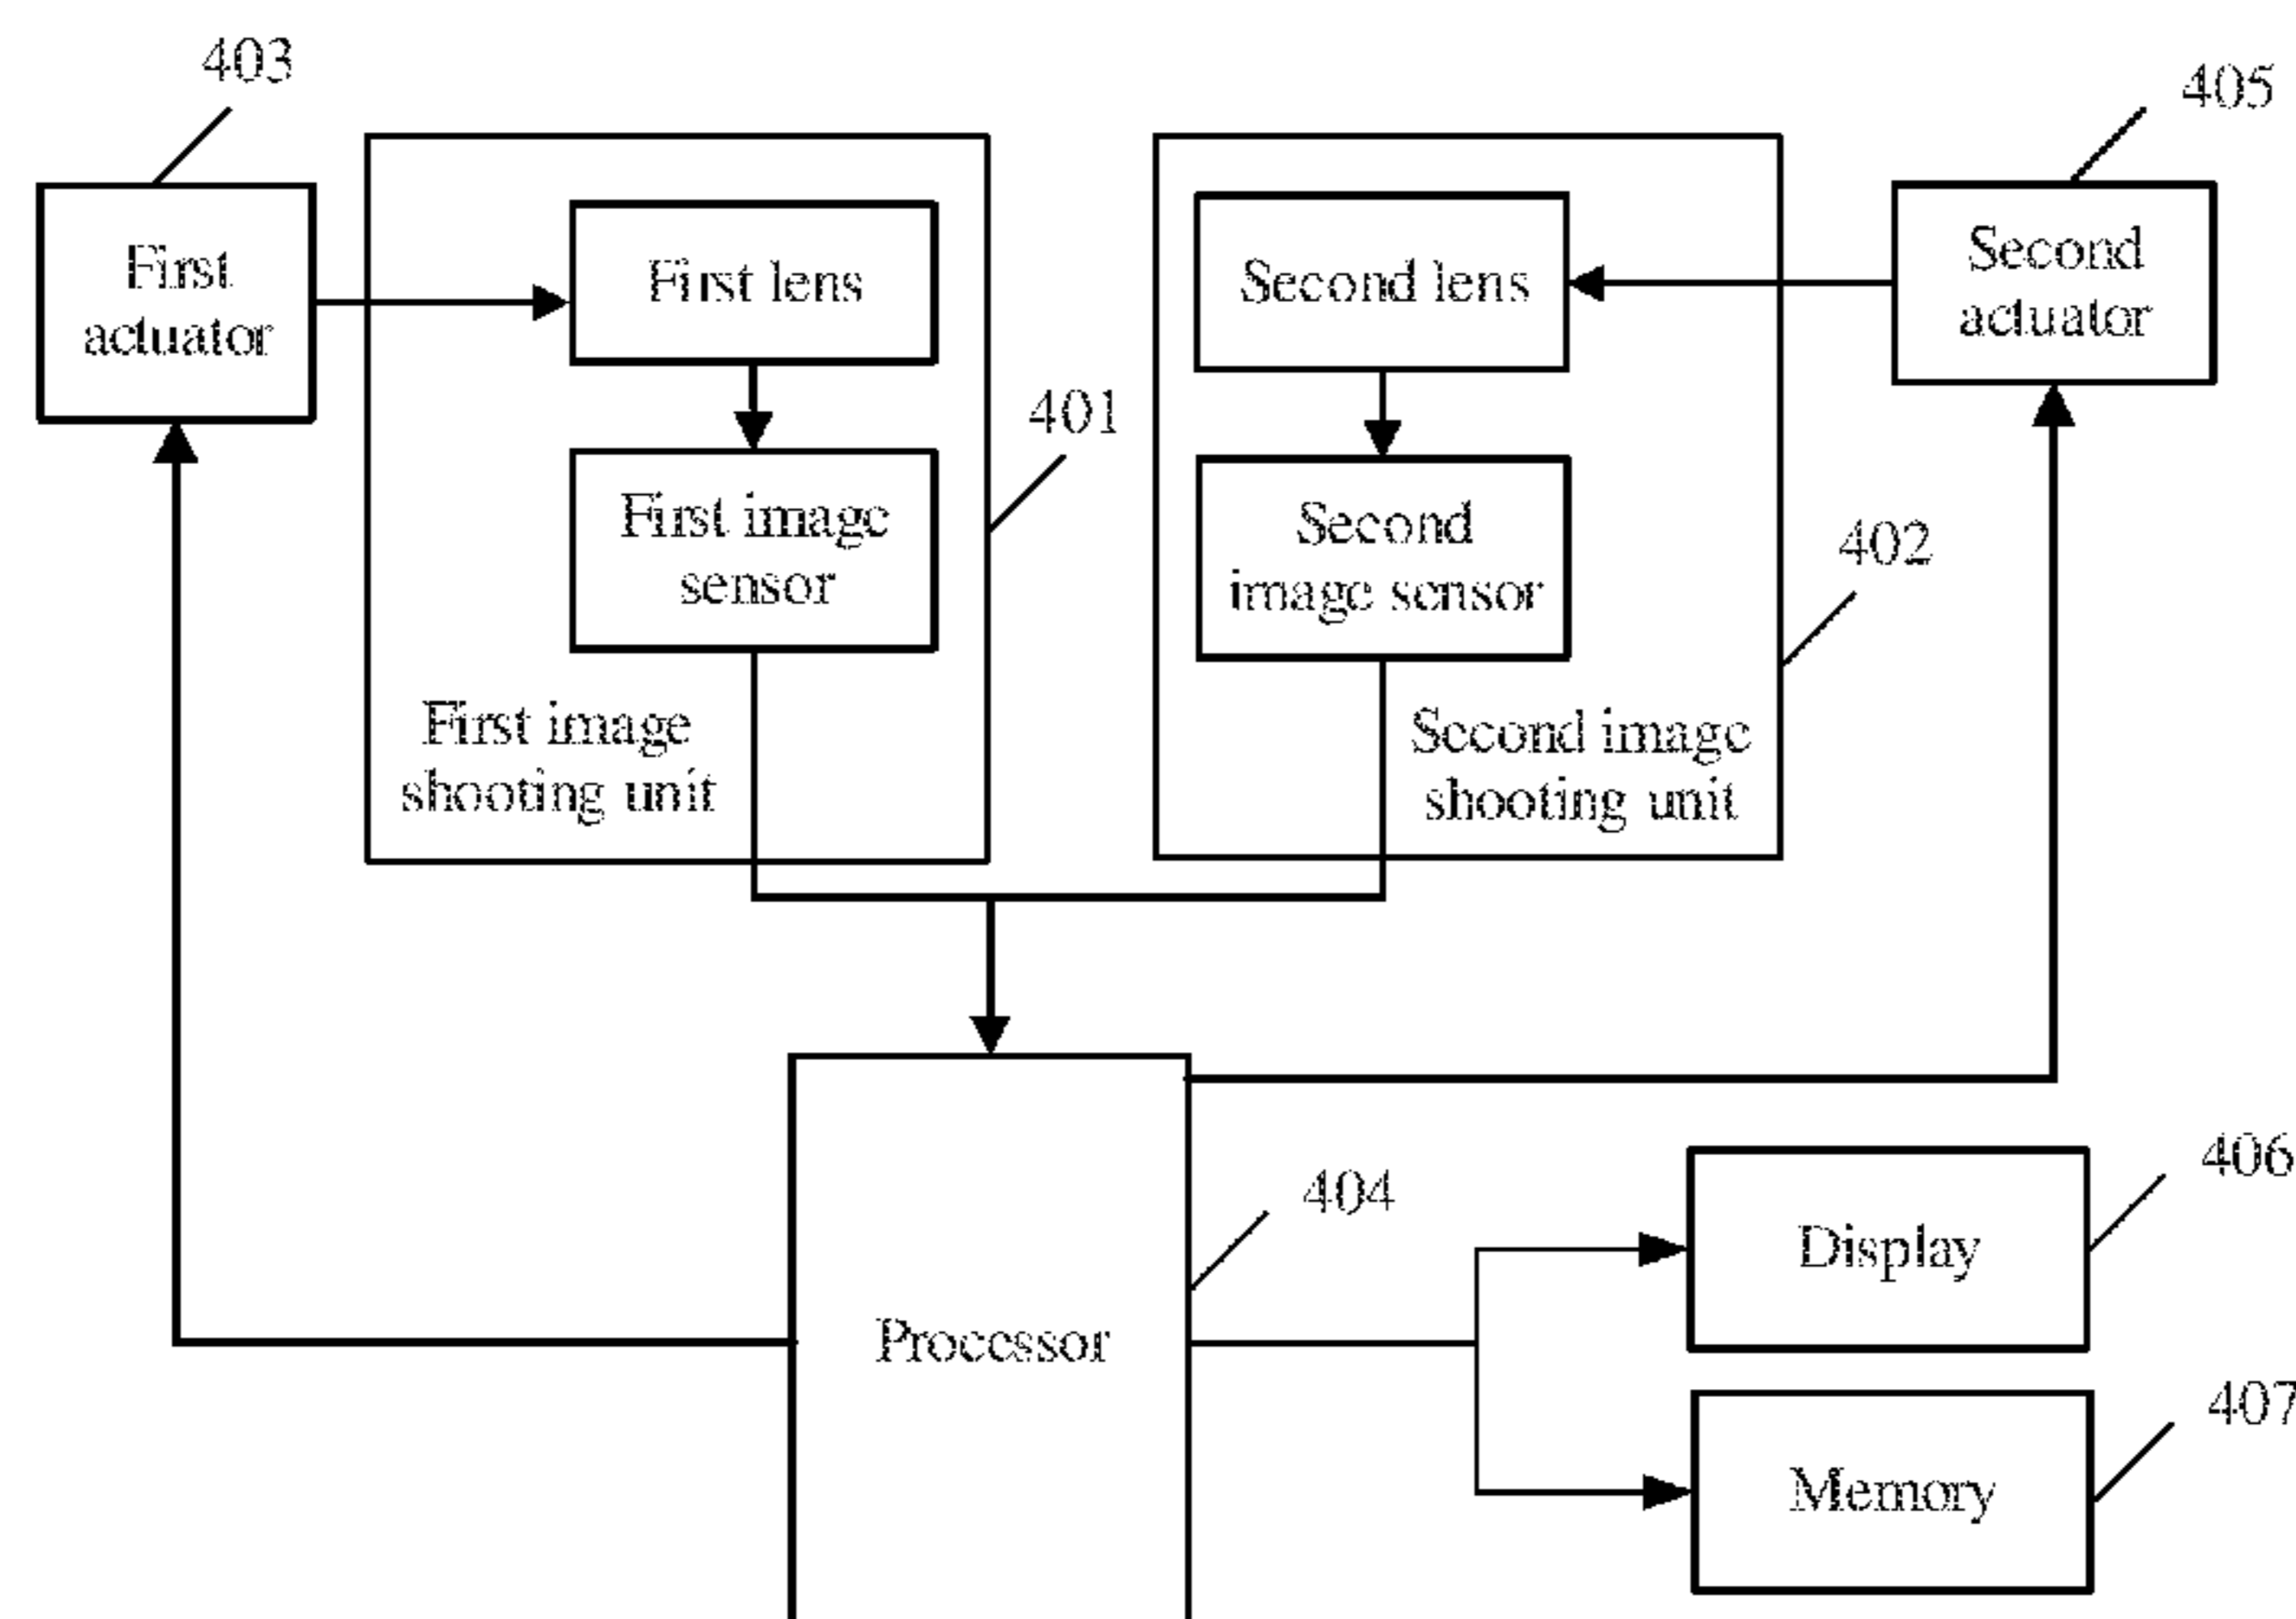 403
405
First
actuator
First lens
Second lens
Second
actuator
401
First image
sensor
Second
image sensor
402
First image
shooting unit
Second image
shooting unit
404
406
Display
Processor
407
Memory